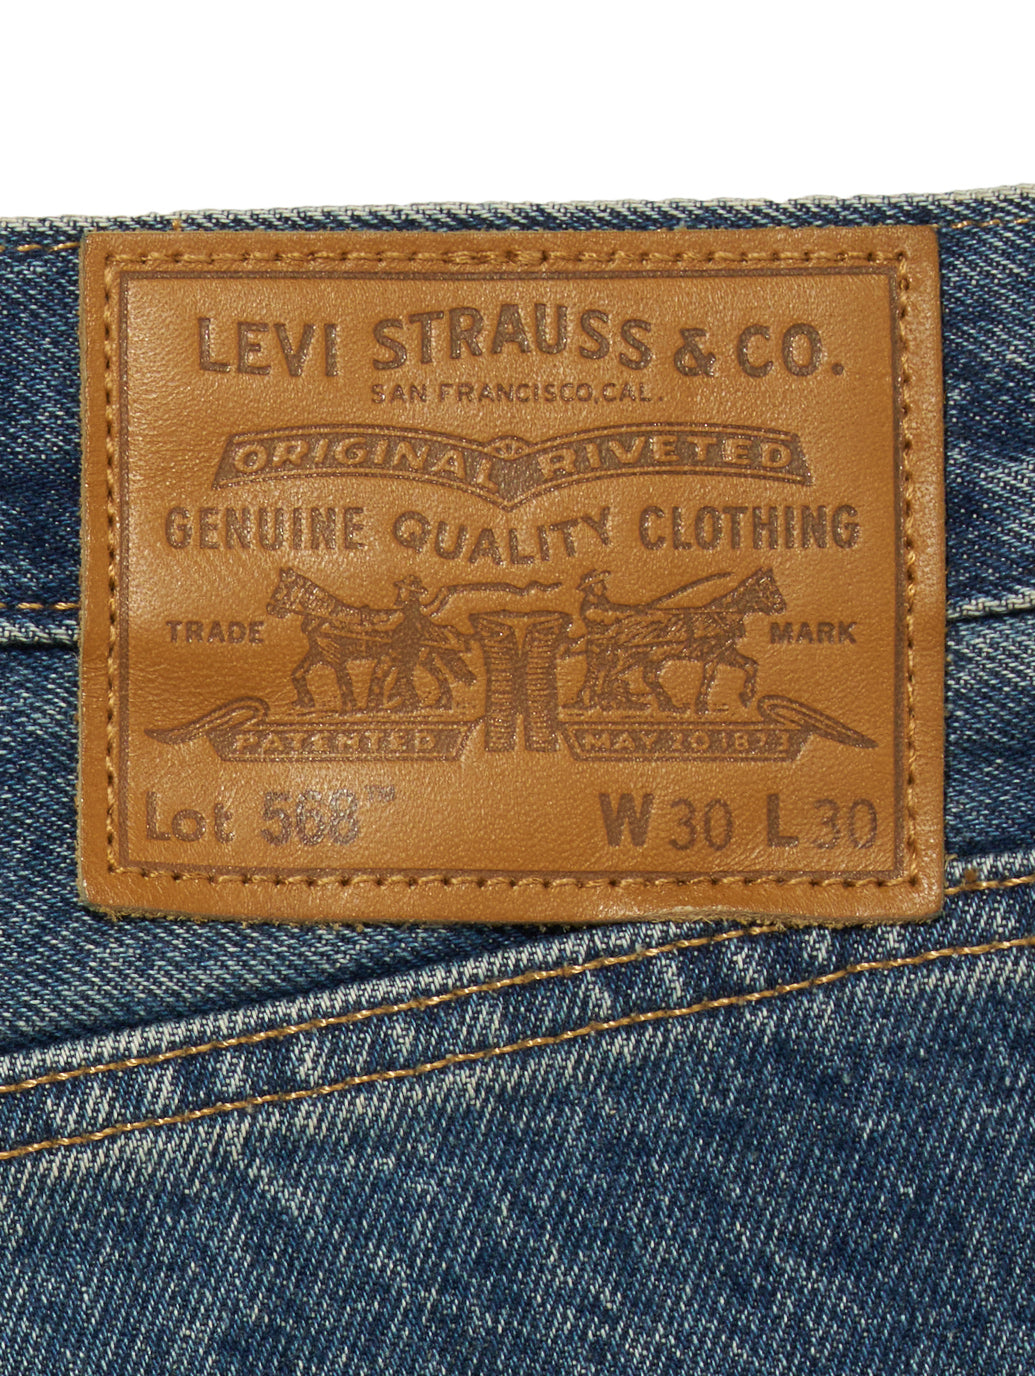 LEVI STRAUSS & CO.
SAN FRANCISCO, CAL.
ORIGINAL RIVETED
GENUINE QUALITY CLOTHING
TRADE MARK
PATENTED MAY 20 1873
Lot 568™ W 30 L 30